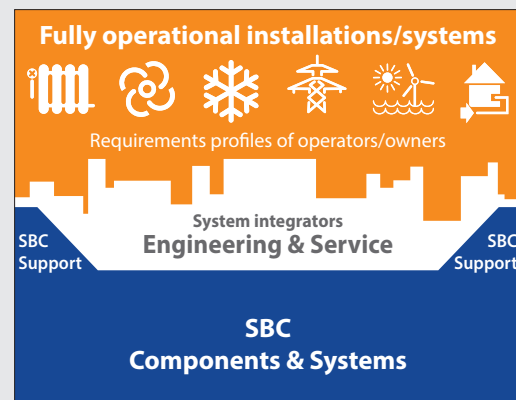 Fully operational installations/systems
Requirements profiles of operators/owners
System integrators
Engineering & Service
SBC
Support
SBC
Support
SBC
Components & Systems